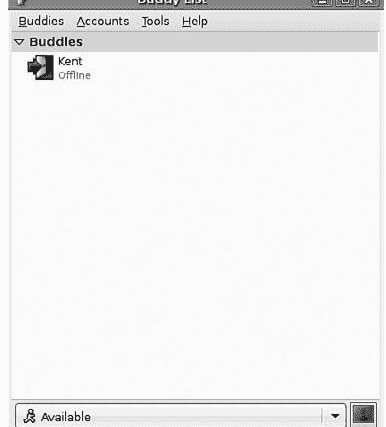 Buddy List
Buddies Accounts Tools Help
Buddies
Kent
Offline
Available